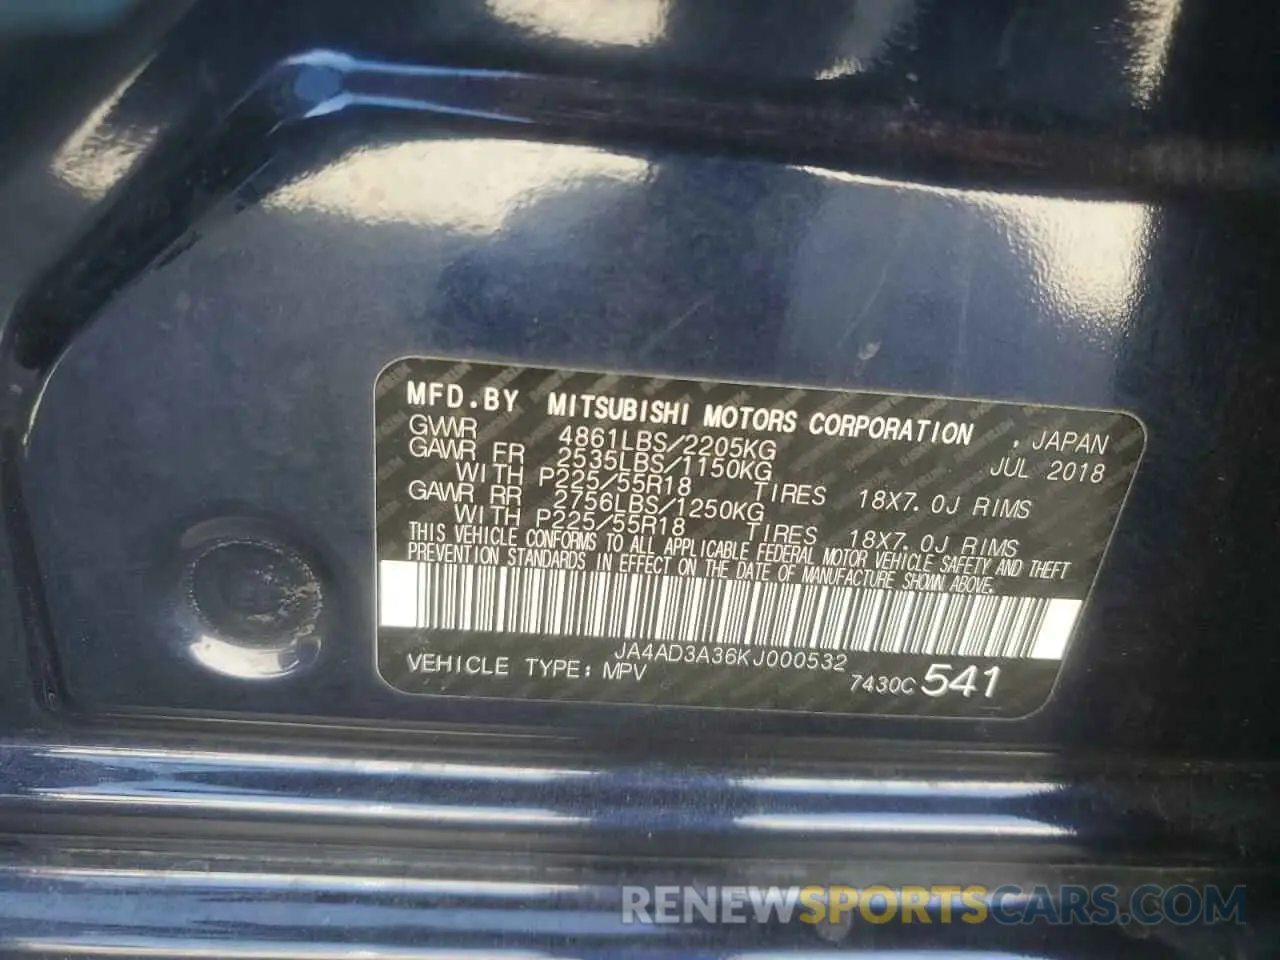 MFD.BY MITSUBISHI MOTORS CORPORATION , JAPAN
GVWR 4861LBS/2205KG JUL 2018
GAWR FR 2535LBS/1150KG
WITH P225/55R18 TIRES 18X7.0J RIMS
GAWR RR 2756LBS/1250KG
WITH P225/55R18 TIRES 18X7.0J RIMS
THIS VEHICLE CONFORMS TO ALL APPLICABLE FEDERAL MOTOR VEHICLE SAFETY AND THEFT
PREVENTION STANDARDS IN EFFECT ON THE DATE OF MANUFACTURE SHOWN ABOVE.
JA4AD3A36KJ000532
VEHICLE TYPE: MPV 7430C 541
RENEWSPORTSCARS.COM